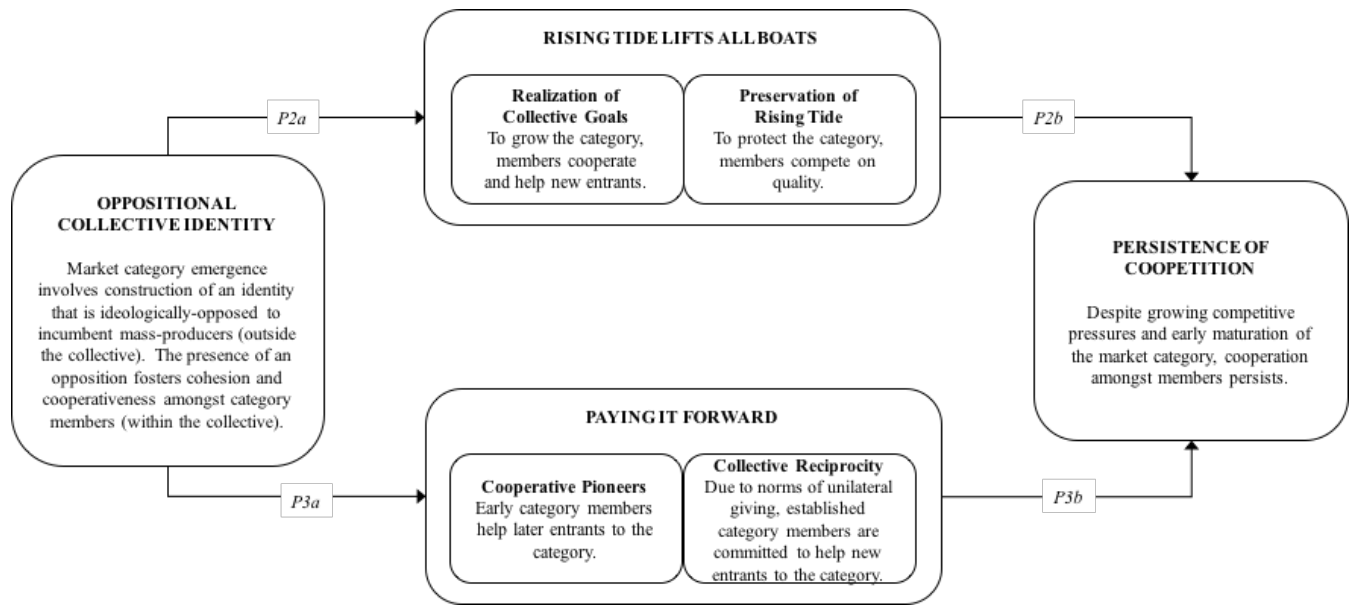 RISING TIDE LIFTS ALL BOATS
Realization of
Collective Goals
To grow the category,
members cooperate
and help new entrants.
Preservation of
Rising Tide
To protect the category,
members compete on
quality.
P2a
P2b
OPPOSITIONAL
COLLECTIVE IDENTITY
Market category emergence
involves construction of an identity
that is ideologically-opposed to
incumbent mass-producers (outside
the collective). The presence of an
opposition fosters cohesion and
cooperativeness amongst category
members (within the collective).
PERSISTENCE OF
COOPETITION
Despite growing competitive
pressures and early maturation of
the market category, cooperation
amongst members persists.
PAYING IT FORWARD
Cooperative Pioneers
Early category members
help later entrants to the
category.
Collective Reciprocity
Due to norms of unilateral
giving, established
category members are
committed to help new
entrants to the category.
P3a
P3b